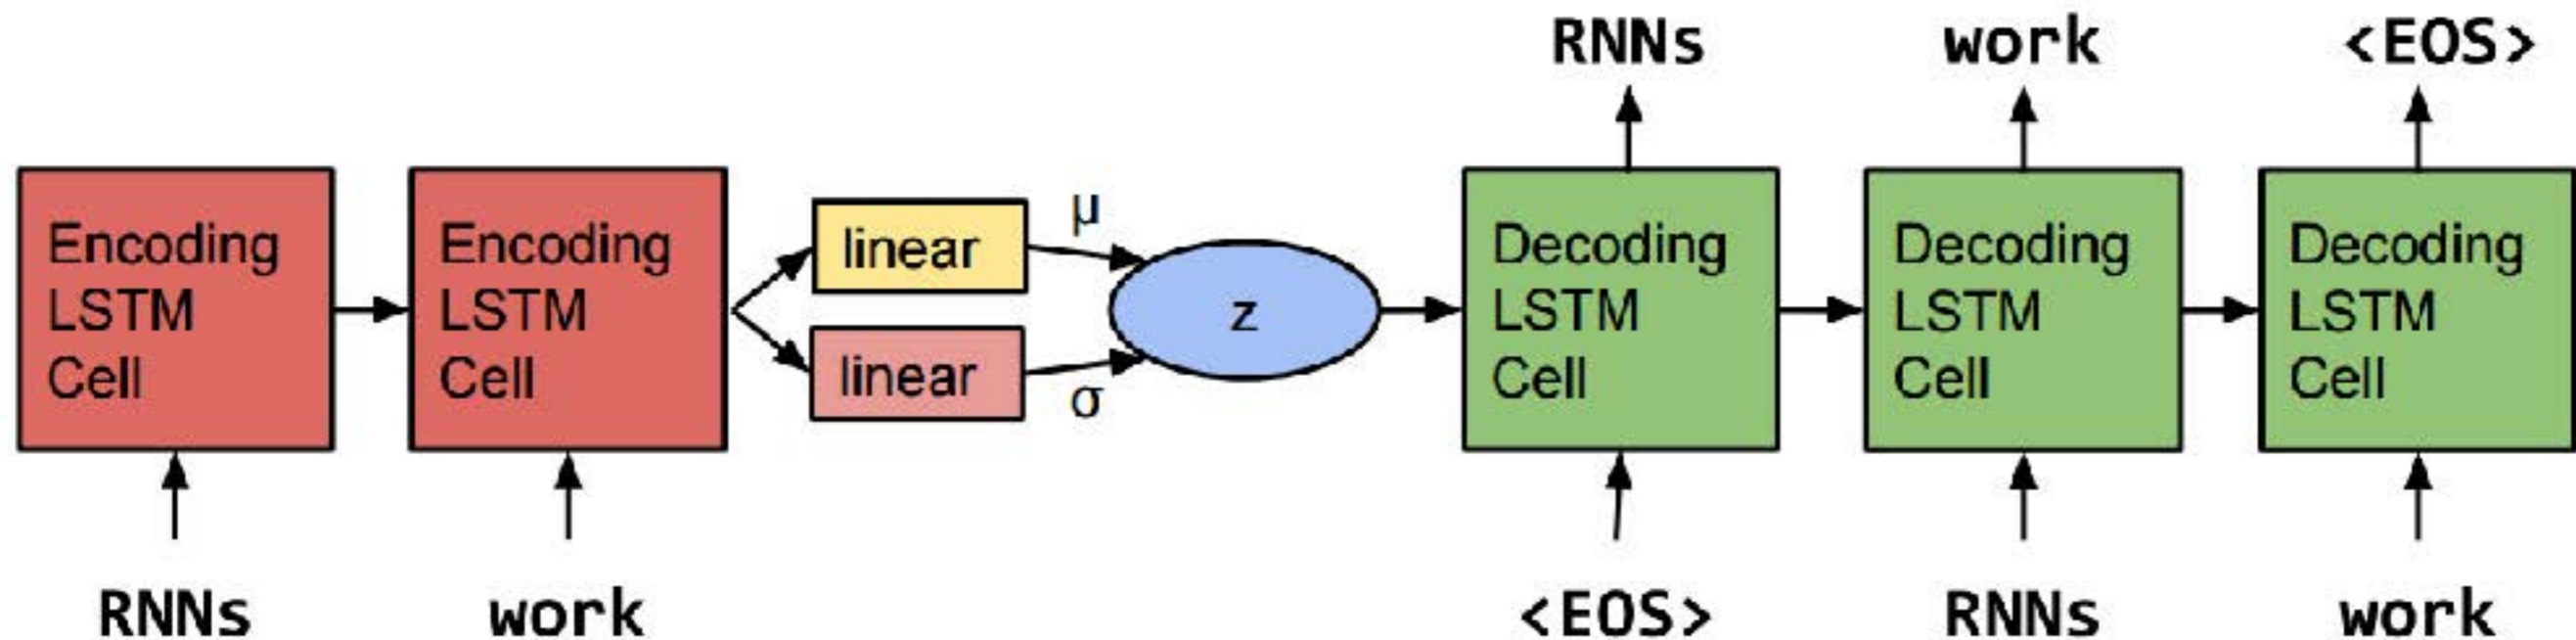 RNNs work <EOS>
Encoding
LSTM
Cell
Encoding
LSTM
Cell
linear
μ
linear
σ
z
Decoding
LSTM
Cell
Decoding
LSTM
Cell
Decoding
LSTM
Cell
RNNs work <EOS> RNNs work